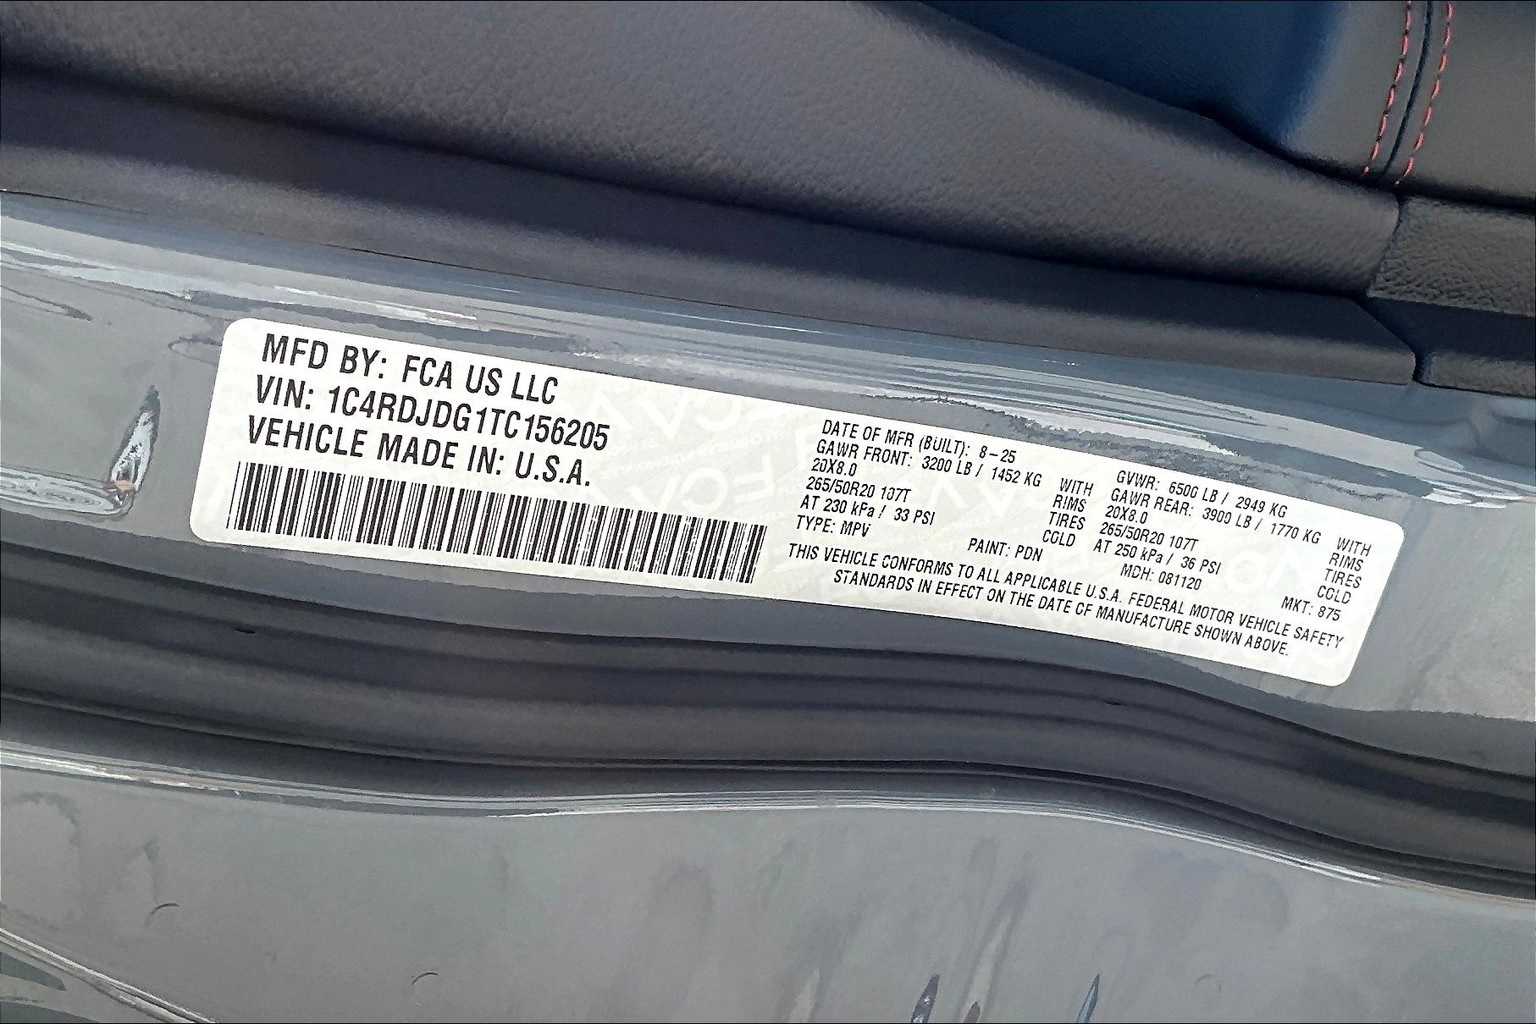 MFD BY: FCA US LLC
VIN: 1C4RDJDG1TC156205
VEHICLE MADE IN: U.S.A.
DATE OF MFR (BUILT): 8-25
GAWR FRONT: 3200 LB / 1452 KG WITH
20X8.0 RIMS
265/50R20 107T TIRES
AT 230 kPa / 33 PSI COLD
TYPE: MPV PAINT: PDN
GVWR: 6500 LB / 2949 KG
GAWR REAR: 3900 LB / 1770 KG WITH
20X8.0 RIMS
265/50R20 107T TIRES
AT 250 kPa / 36 PSI COLD
MDH: 081120 MKT: 875
THIS VEHICLE CONFORMS TO ALL APPLICABLE U.S.A. FEDERAL MOTOR VEHICLE SAFETY
STANDARDS IN EFFECT ON THE DATE OF MANUFACTURE SHOWN ABOVE.